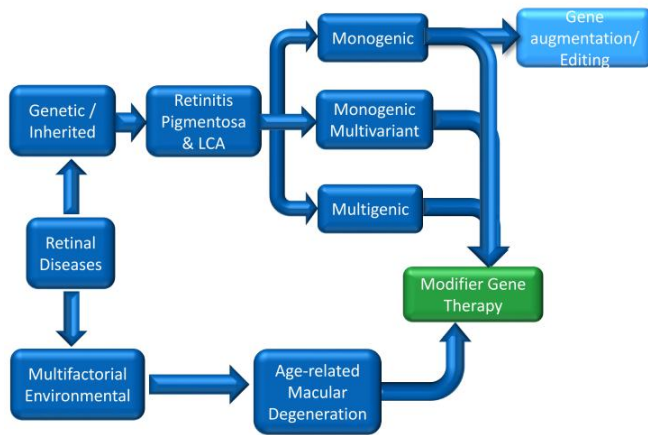 Gene
augmentation/
Editing
Monogenic
Genetic /
Inherited
Retinitis
Pigmentosa
& LCA
Monogenic
Multivariant
Multigenic
Retinal
Diseases
Modifier Gene
Therapy
Multifactorial
Environmental
Age-related
Macular
Degeneration